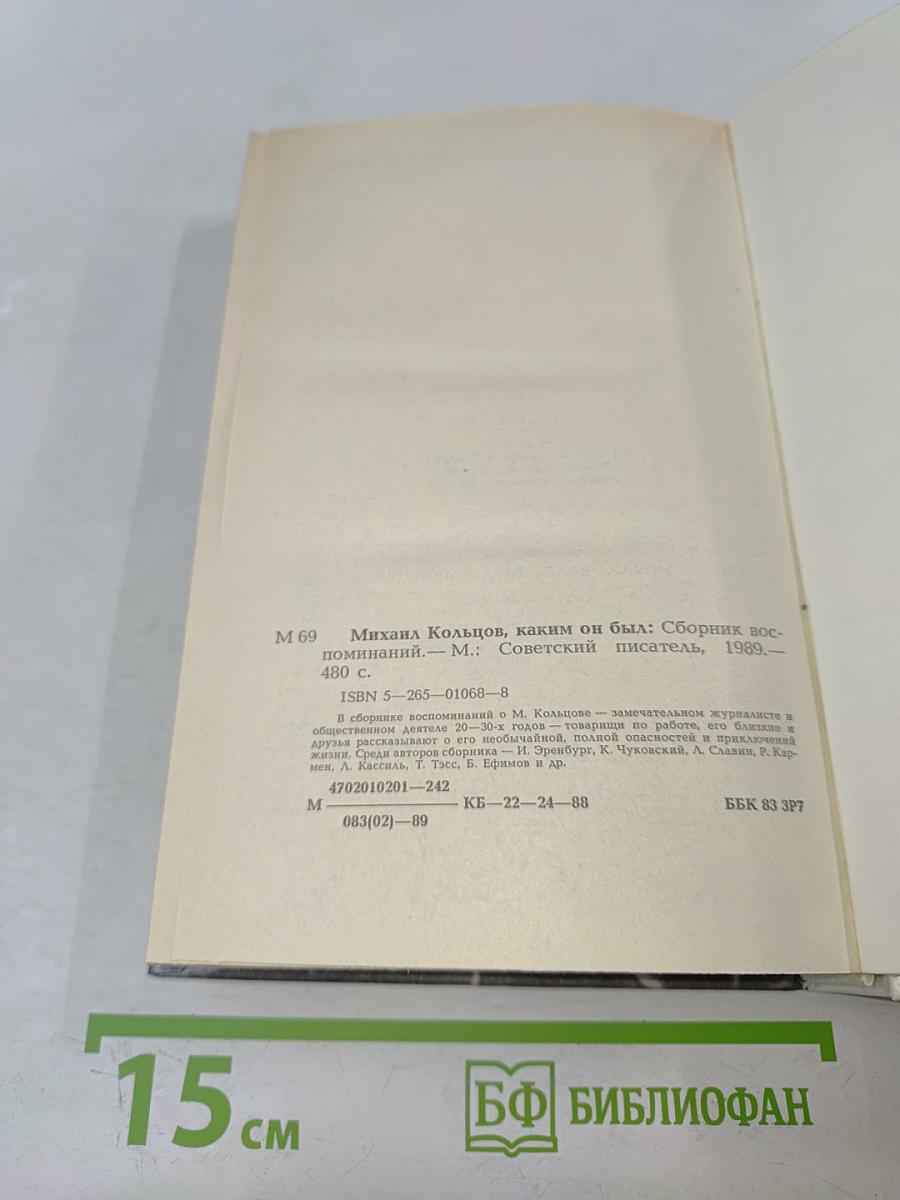 М 69 Михаил Кольцов, каким он был: Сборник вос-
поминаний.— М.: Советский писатель, 1989.—
480 с.
ISBN 5—265—01068—8
В сборнике воспоминаний о М. Кольцове — замечательном журналисте и
общественном деятеле 20—30-х годов — товарищи по работе, его близкие и
друзья рассказывают о его необычайной, полной опасностей и приключений
жизни. Среди авторов сборника — И. Эренбург, К. Чуковский, Л. Славин, Р. Кар-
мен, Л. Кассиль, Т. Тэсс, Б. Ефимов и др.
4702010201—242
М ———— КБ—22—24—88 ББК 83 3Р7
083(02)—89
15 см БФ БИБЛИОФАН